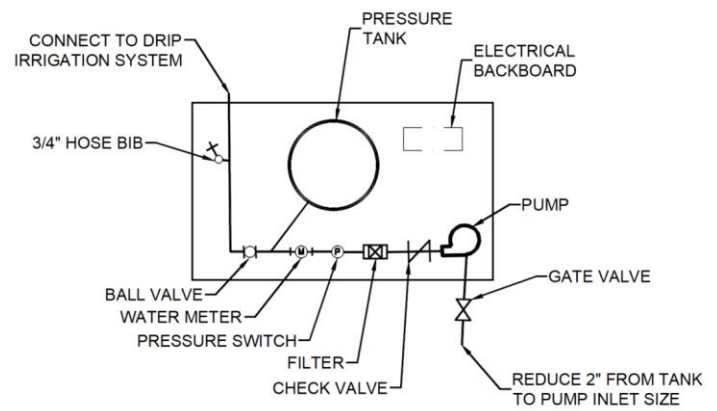 PRESSURE
TANK
CONNECT TO DRIP
IRRIGATION SYSTEM
ELECTRICAL
BACKBOARD
3/4" HOSE BIB
PUMP
M
P
GATE VALVE
BALL VALVE
WATER METER
PRESSURE SWITCH
FILTER
CHECK VALVE
REDUCE 2" FROM TANK
TO PUMP INLET SIZE